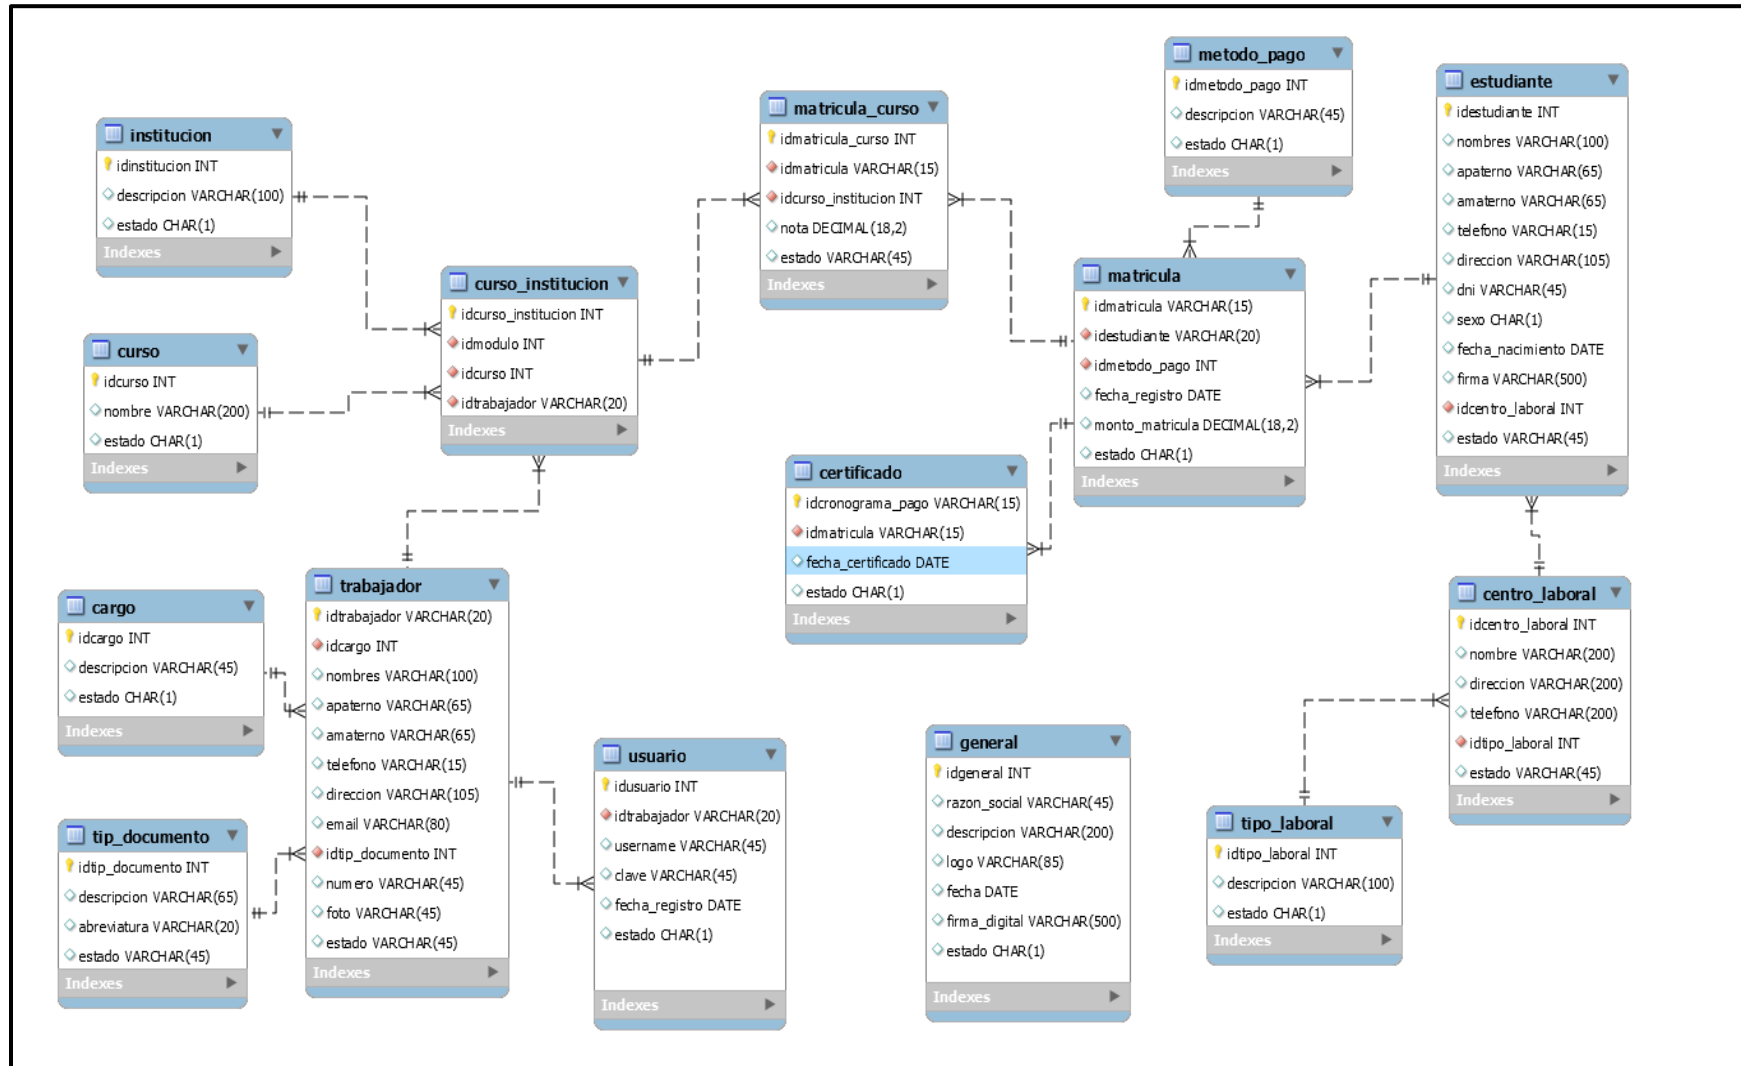 institucion
idinstitucion INT
descripcion VARCHAR(100)
estado CHAR(1)
Indexes
curso
idcurso INT
nombre VARCHAR(200)
estado CHAR(1)
Indexes
curso_institucion
idcurso_institucion INT
idmodulo INT
idcurso INT
idtrabajador VARCHAR(20)
Indexes
matricula_curso
idmatricula_curso INT
idmatricula VARCHAR(15)
idcurso_institucion INT
nota DECIMAL(18,2)
estado VARCHAR(45)
Indexes
metodo_pago
idmetodo_pago INT
descripcion VARCHAR(45)
estado CHAR(1)
Indexes
matricula
idmatricula VARCHAR(15)
idestudiante VARCHAR(20)
idmetodo_pago INT
fecha_registro DATE
monto_matricula DECIMAL(18,2)
estado CHAR(1)
Indexes
estudiante
idestudiante INT
nombres VARCHAR(100)
apaterno VARCHAR(65)
amaterno VARCHAR(65)
telefono VARCHAR(15)
direccion VARCHAR(105)
dni VARCHAR(45)
sexo CHAR(1)
fecha_nacimiento DATE
firma VARCHAR(500)
idcentro_laboral INT
estado VARCHAR(45)
Indexes
certificado
idcronograma_pago VARCHAR(15)
idmatricula VARCHAR(15)
fecha_certificado DATE
estado CHAR(1)
Indexes
cargo
idcargo INT
descripcion VARCHAR(45)
estado CHAR(1)
Indexes
tip_documento
idtip_documento INT
descripcion VARCHAR(65)
abreviatura VARCHAR(20)
estado VARCHAR(45)
Indexes
trabajador
idtrabajador VARCHAR(20)
idcargo INT
nombres VARCHAR(100)
apaterno VARCHAR(65)
amaterno VARCHAR(65)
telefono VARCHAR(15)
direccion VARCHAR(105)
email VARCHAR(80)
idtip_documento INT
numero VARCHAR(45)
foto VARCHAR(45)
estado VARCHAR(45)
Indexes
usuario
idusuario INT
idtrabajador VARCHAR(20)
username VARCHAR(45)
clave VARCHAR(45)
fecha_registro DATE
estado CHAR(1)
Indexes
general
idgeneral INT
razon_social VARCHAR(45)
descripcion VARCHAR(200)
logo VARCHAR(85)
fecha DATE
firma_digital VARCHAR(500)
estado CHAR(1)
Indexes
centro_laboral
idcentro_laboral INT
nombre VARCHAR(200)
direccion VARCHAR(200)
telefono VARCHAR(200)
idtipo_laboral INT
estado VARCHAR(45)
Indexes
tipo_laboral
idtipo_laboral INT
descripcion VARCHAR(100)
estado CHAR(1)
Indexes